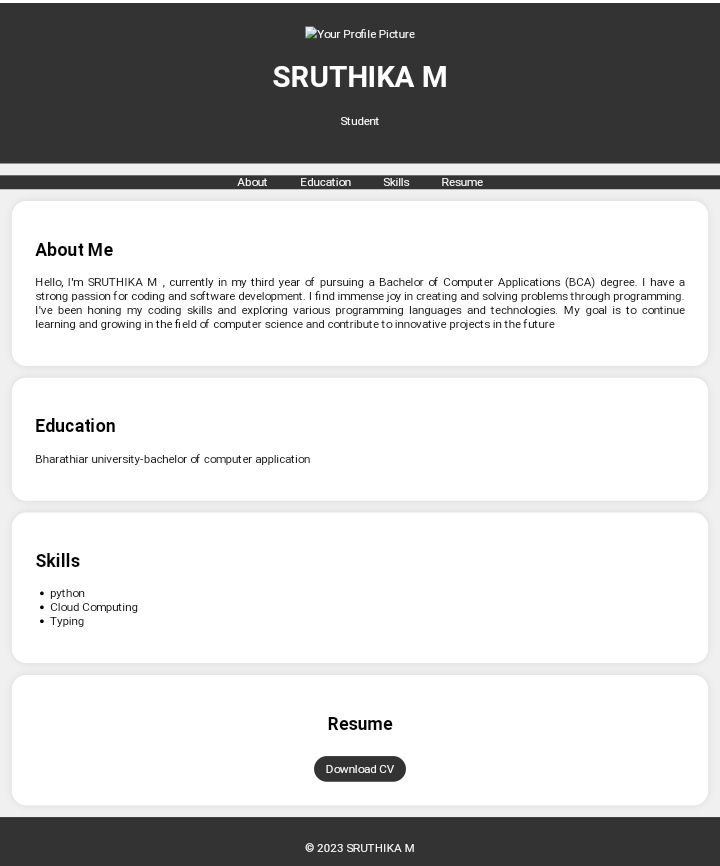 Your Profile Picture
SRUTHIKA M
Student
About Education Skills Resume
About Me
Hello, I'm SRUTHIKA M , currently in my third year of pursuing a Bachelor of Computer Applications (BCA) degree. I have a
strong passion for coding and software development. I find immense joy in creating and solving problems through programming.
I've been honing my coding skills and exploring various programming languages and technologies. My goal is to continue
learning and growing in the field of computer science and contribute to innovative projects in the future
Education
Bharathiar university-bachelor of computer application
Skills
• python
• Cloud Computing
• Typing
Resume
Download CV
© 2023 SRUTHIKA M